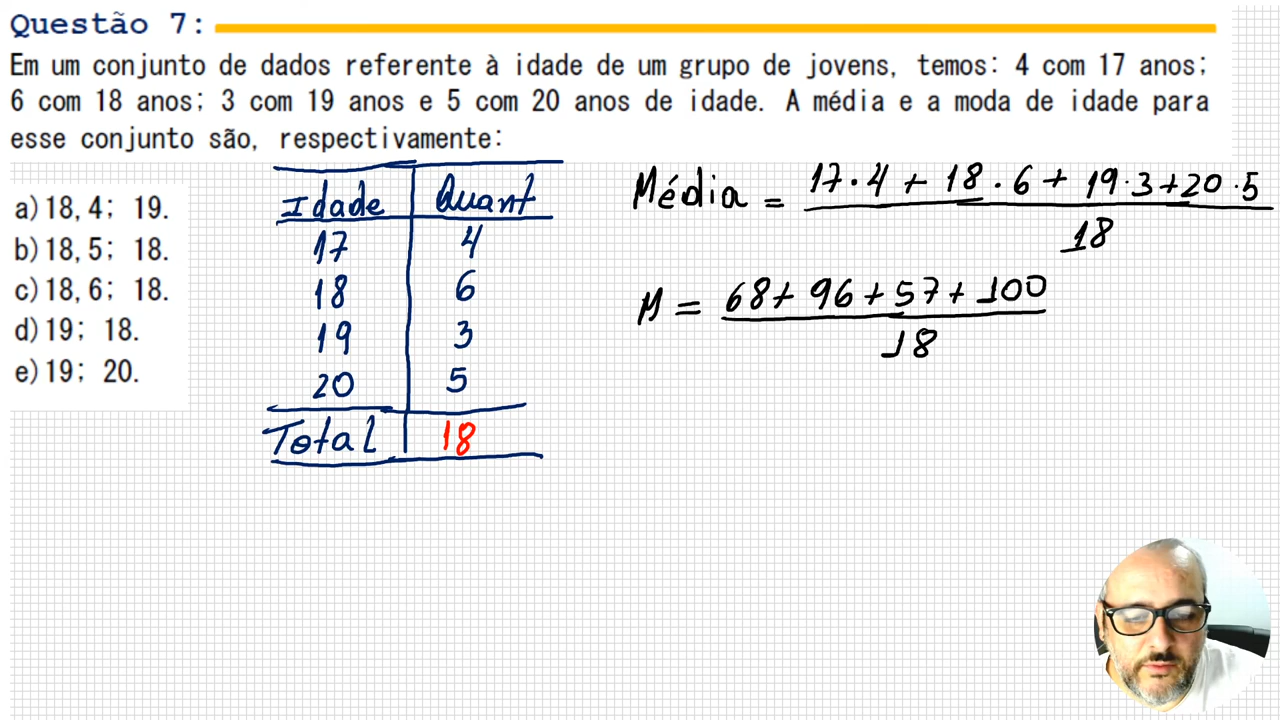 Questão 7:
Em um conjunto de dados referente à idade de um grupo de jovens, temos: 4 com 17 anos;
6 com 18 anos; 3 com 19 anos e 5 com 20 anos de idade. A média e a moda de idade para
esse conjunto são, respectivamente:
a) 18,4; 19.
b) 18,5; 18.
c) 18,6; 18.
d) 19; 18.
e) 19; 20.
Idade Quant
17 4
18 6
19 3
20 5
Total 18
Média = 17·4 + 18·6 + 19·3 + 20·5
18
M = 68 + 96 + 57 + 100
18